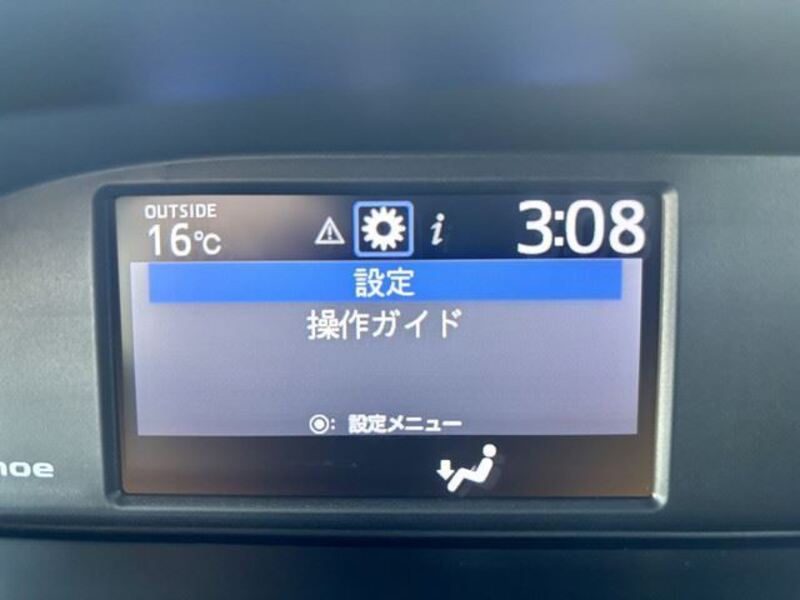 OUTSIDE
16℃
i
3:08
設定
操作ガイド
◉: 設定メニュー